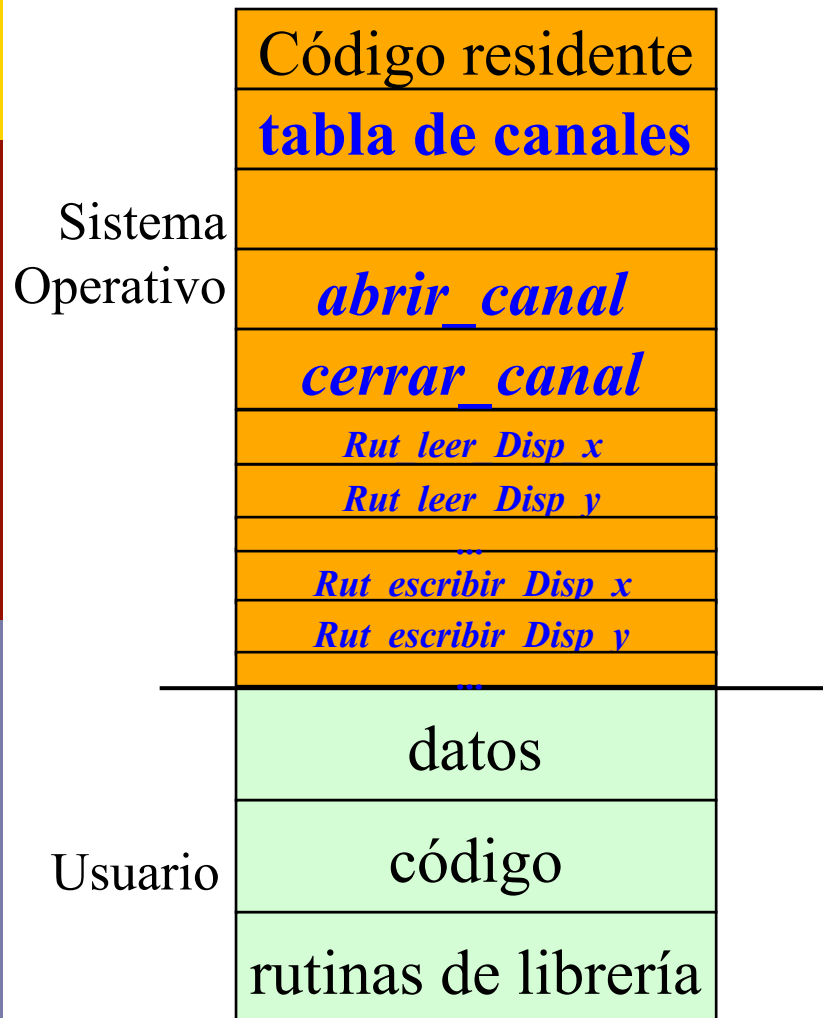 Código residente
tabla de canales
Sistema
Operativo
abrir_canal
cerrar_canal
Rut_leer_Disp_x
Rut_leer_Disp_y
...
Rut_escribir_Disp_x
Rut_escribir_Disp_y
...
datos
Usuario
código
rutinas de librería